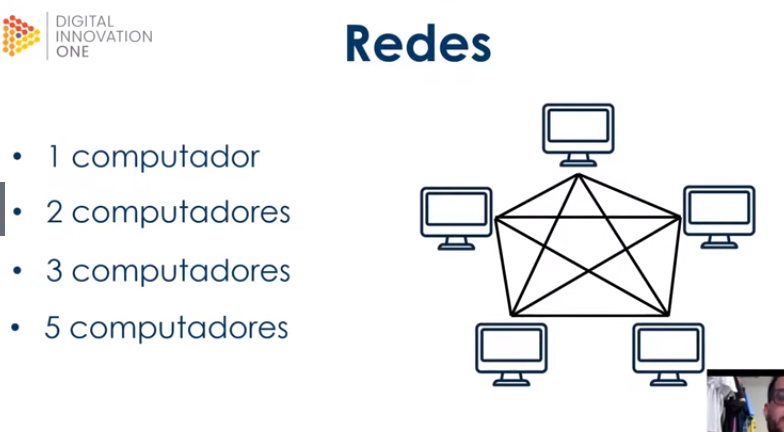 DIGITAL
INNOVATION
ONE
Redes
• 1 computador
• 2 computadores
• 3 computadores
• 5 computadores